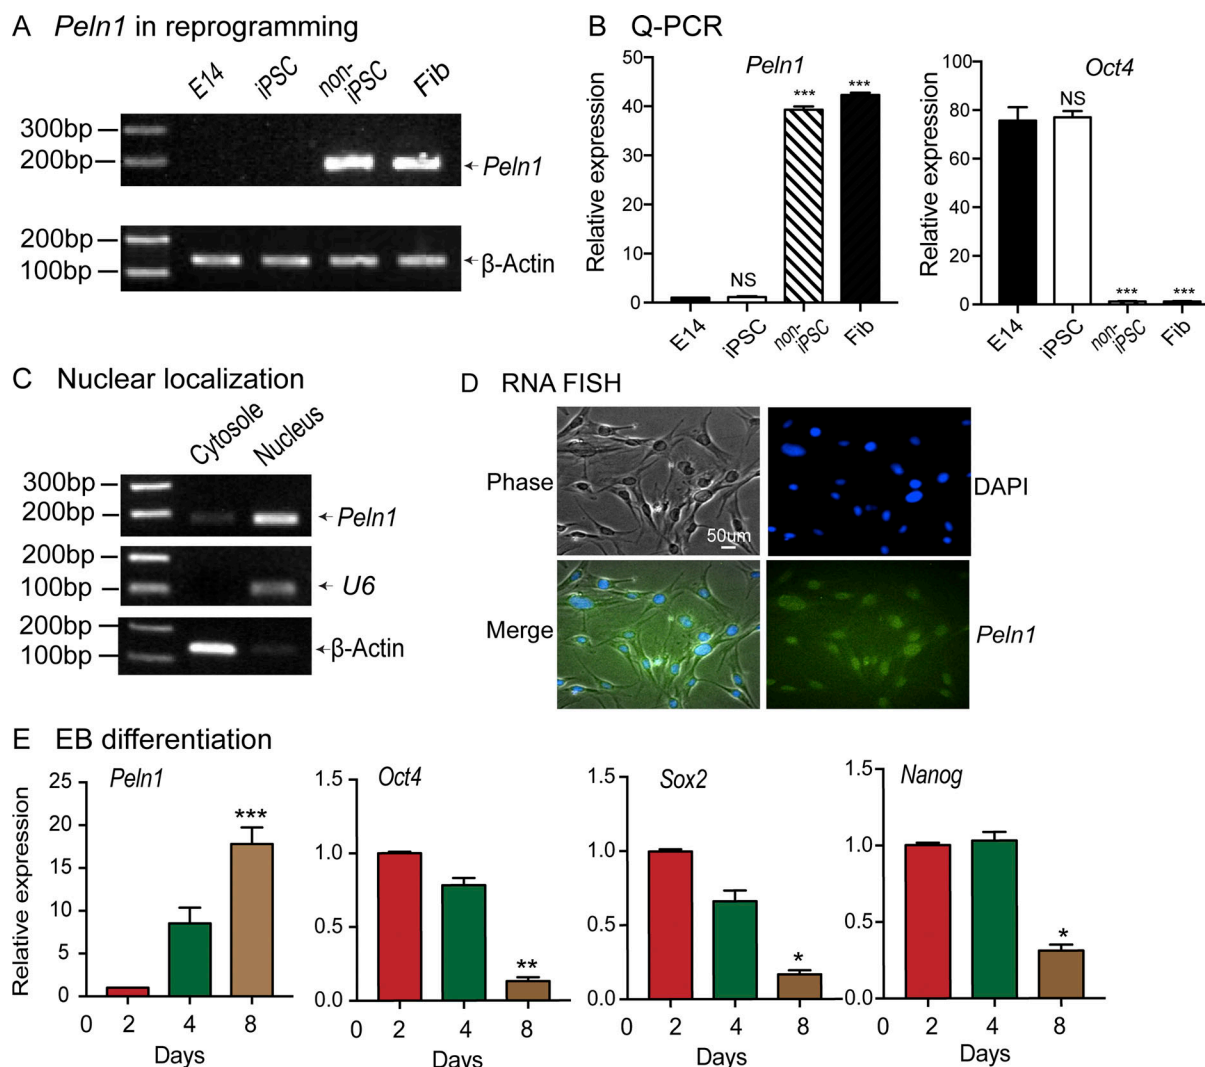 A Peln1 in reprogramming
E14 iPSC non-iPSC Fib
300bp
200bp
Peln1
200bp
100bp
β-Actin
B Q-PCR
Peln1
Relative expression
50
40
30
20
10
0
NS
***
***
E14 iPSC non-iPSC Fib
Oct4
Relative expression
100
80
60
40
20
0
NS
***
***
E14 iPSC non-iPSC Fib
C Nuclear localization
Cytosole Nucleus
300bp
200bp
Peln1
200bp
100bp
U6
200bp
100bp
β-Actin
D RNA FISH
Phase
50um
DAPI
Merge
Peln1
E EB differentiation
Peln1
Relative expression
25
20
15
10
5
0
***
0 2 4 8
Days
Oct4
1.5
1.0
0.5
0.0
**
0 2 4 8
Days
Sox2
1.5
1.0
0.5
0.0
*
0 2 4 8
Days
Nanog
1.5
1.0
0.5
0.0
*
0 2 4 8
Days